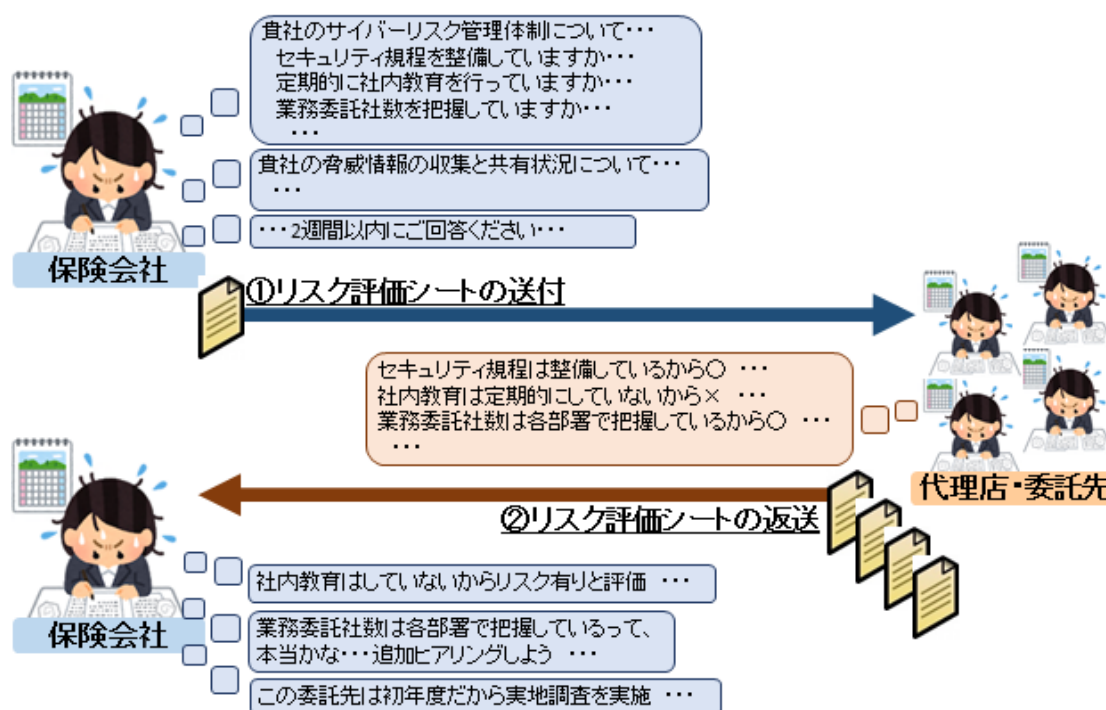 貴社のサイバーリスク管理体制について・・・
セキュリティ規程を整備していますか・・・
定期的に社内教育を行っていますか・・・
業務委託社数を把握していますか・・・
・・・
貴社の脅威情報の収集と共有状況について・・・
・・・
・・・2週間以内にご回答ください・・・
保険会社
①リスク評価シートの送付
セキュリティ規程は整備しているから〇 ・・・
社内教育は定期的にしていないから× ・・・
業務委託社数は各部署で把握しているから〇 ・・・
・・・
代理店・委託先
②リスク評価シートの返送
保険会社
社内教育はしていないからリスク有りと評価 ・・・
業務委託社数は各部署で把握しているって、
本当かな・・・追加ヒアリングしよう ・・・
この委託先は初年度だから実地調査を実施 ・・・